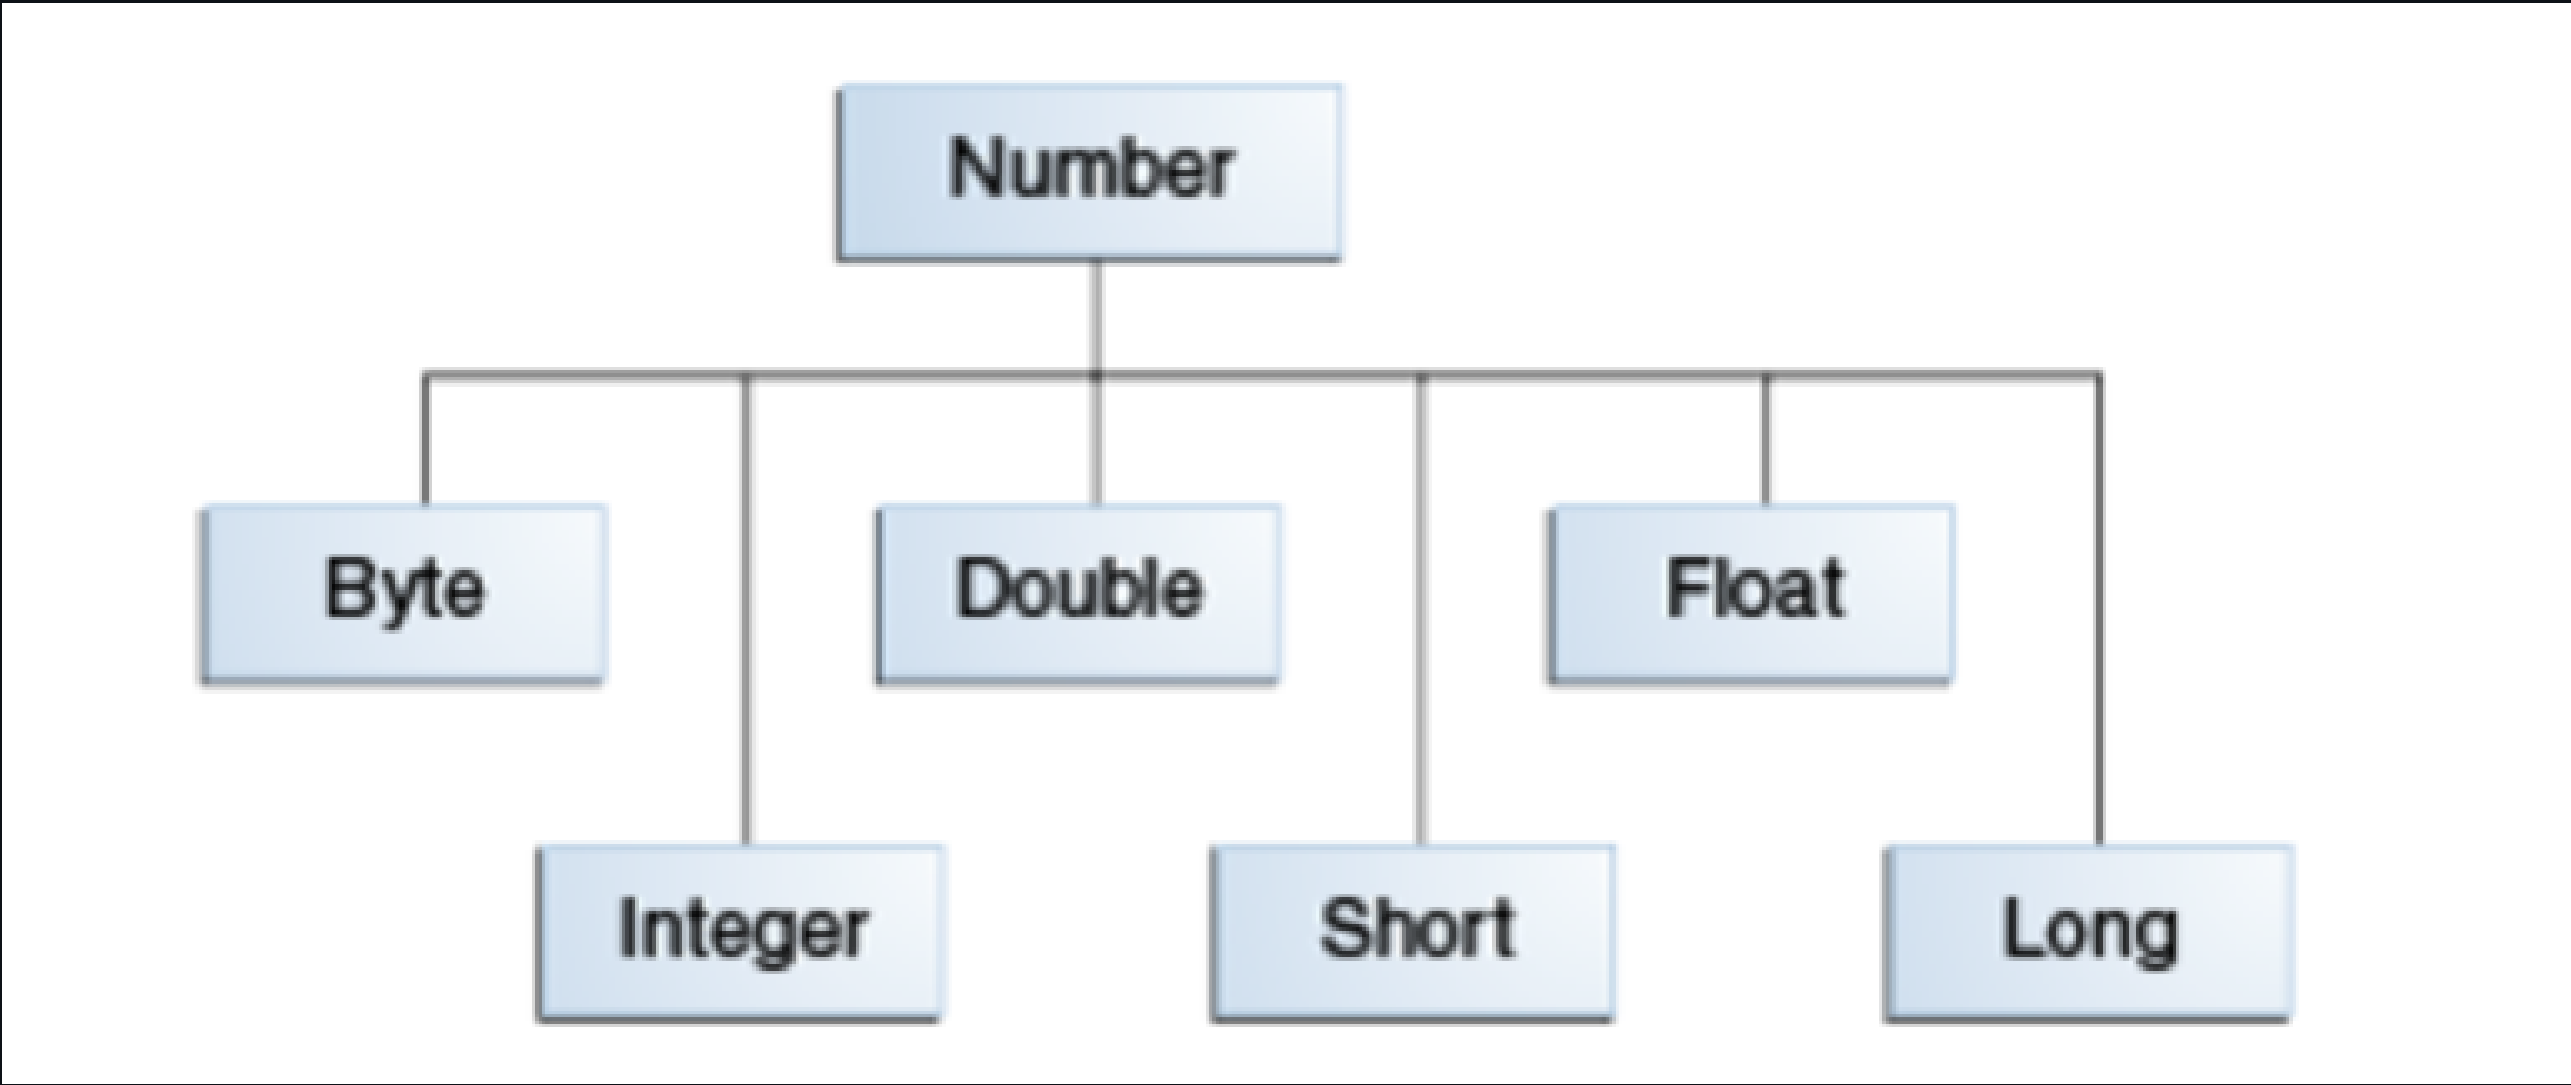 Number
Byte
Double
Float
Integer
Short
Long